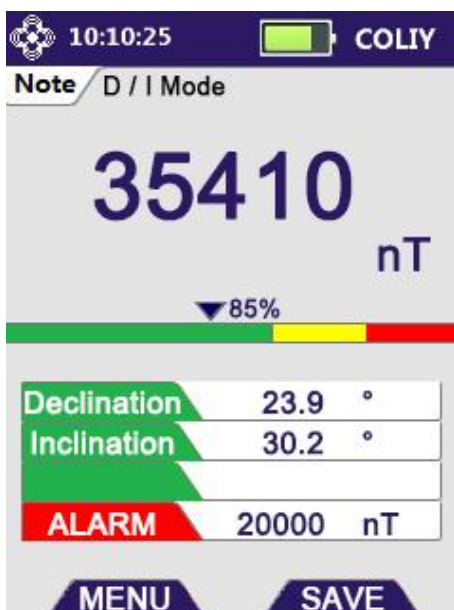 10:10:25 COLIY
Note D / I Mode
35410
nT
85%
Declination 23.9 °
Inclination 30.2 °
ALARM 20000 nT
MENU SAVE